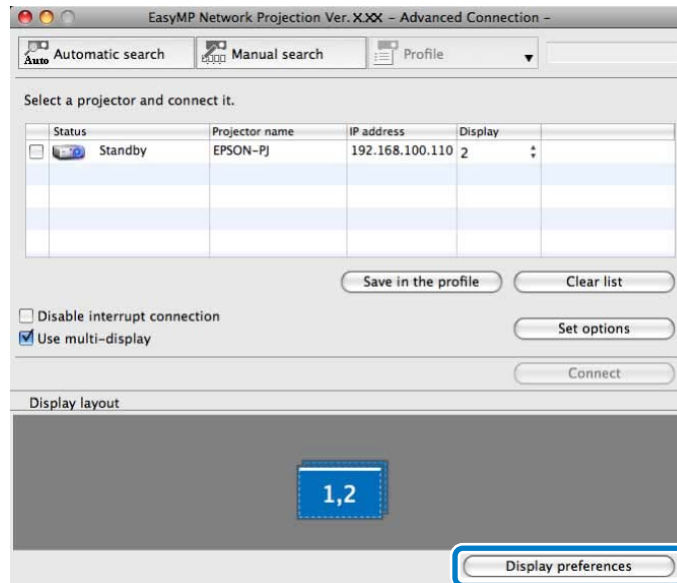 EasyMP Network Projection Ver. X.XX – Advanced Connection –
Auto Automatic search Manual search Profile
Select a projector and connect it.
Status Projector name IP address Display
Standby EPSON-PJ 192.168.100.110 2
Save in the profile Clear list
Disable interrupt connection
Set options
Use multi-display
Connect
Display layout
1,2
Display preferences